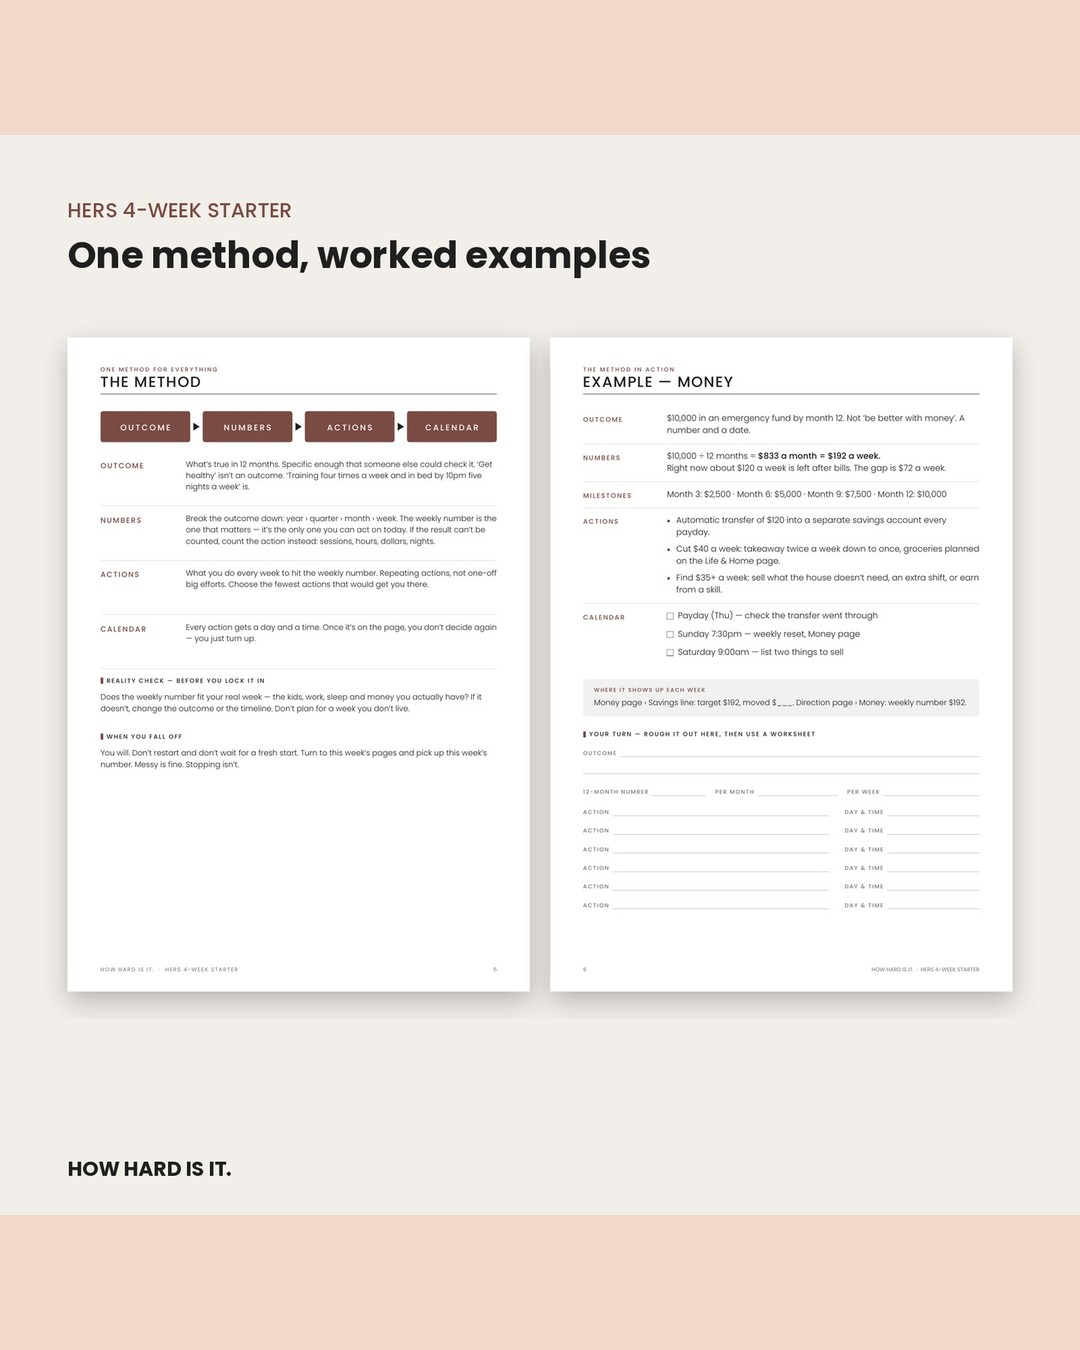 HERS 4-WEEK STARTER
One method, worked examples
ONE METHOD FOR EVERYTHING
THE METHOD
OUTCOME
NUMBERS
ACTIONS
CALENDAR
OUTCOME
What's true in 12 months. Specific enough that someone else could check it. 'Get
healthy' isn't an outcome. 'Training four times a week and in bed by 10pm five
nights a week' is.
NUMBERS
Break the outcome down: year › quarter › month › week. The weekly number is the
one that matters — it's the only one you can act on today. If the result can't be
counted, count the action instead: sessions, hours, dollars, nights.
ACTIONS
What you do every week to hit the weekly number. Repeating actions, not one-off
big efforts. Choose the fewest actions that would get you there.
CALENDAR
Every action gets a day and a time. Once it's on the page, you don't decide again
— you just turn up.
REALITY CHECK — BEFORE YOU LOCK IT IN
Does the weekly number fit your real week — the kids, work, sleep and money you actually have? If it
doesn't, change the outcome or the timeline. Don't plan for a week you don't live.
WHEN YOU FALL OFF
You will. Don't restart and don't wait for a fresh start. Turn to this week's pages and pick up this week's
number. Messy is fine. Stopping isn't.
HOW HARD IS IT. · HERS 4-WEEK STARTER
5
THE METHOD IN ACTION
EXAMPLE — MONEY
OUTCOME
$10,000 in an emergency fund by month 12. Not 'be better with money'. A
number and a date.
NUMBERS
$10,000 ÷ 12 months = $833 a month = $192 a week.
Right now about $120 a week is left after bills. The gap is $72 a week.
MILESTONES
Month 3: $2,500 · Month 6: $5,000 · Month 9: $7,500 · Month 12: $10,000
ACTIONS
• Automatic transfer of $120 into a separate savings account every
payday.
• Cut $40 a week: takeaway twice a week down to once, groceries planned
on the Life & Home page.
• Find $35+ a week: sell what the house doesn't need, an extra shift, or earn
from a skill.
CALENDAR
☐ Payday (Thu) — check the transfer went through
☐ Sunday 7:30pm — weekly reset, Money page
☐ Saturday 9:00am — list two things to sell
WHERE IT SHOWS UP EACH WEEK
Money page › Savings line: target $192, moved $___. Direction page › Money: weekly number $192.
YOUR TURN — ROUGH IT OUT HERE, THEN USE A WORKSHEET
OUTCOME
12-MONTH NUMBER PER MONTH PER WEEK
ACTION DAY & TIME
ACTION DAY & TIME
ACTION DAY & TIME
ACTION DAY & TIME
ACTION DAY & TIME
ACTION DAY & TIME
6
HOW HARD IS IT. · HERS 4-WEEK STARTER
HOW HARD IS IT.